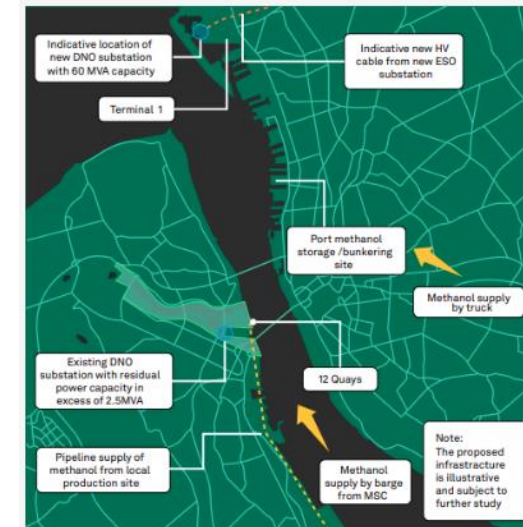 Indicative location of
new DNO substation
with 60 MVA capacity
Indicative new HV
cable from new ESO
substation
Terminal 1
Port methanol
storage /bunkering
site
Methanol supply
by truck
Existing DNO
substation with residual
power capacity in
excess of 2.5MVA
12 Quays
Pipeline supply of
methanol from local
production site
Methanol
supply by barge
from MSC
Note:
The proposed
infrastracture
is illustrative
and subject to
further study